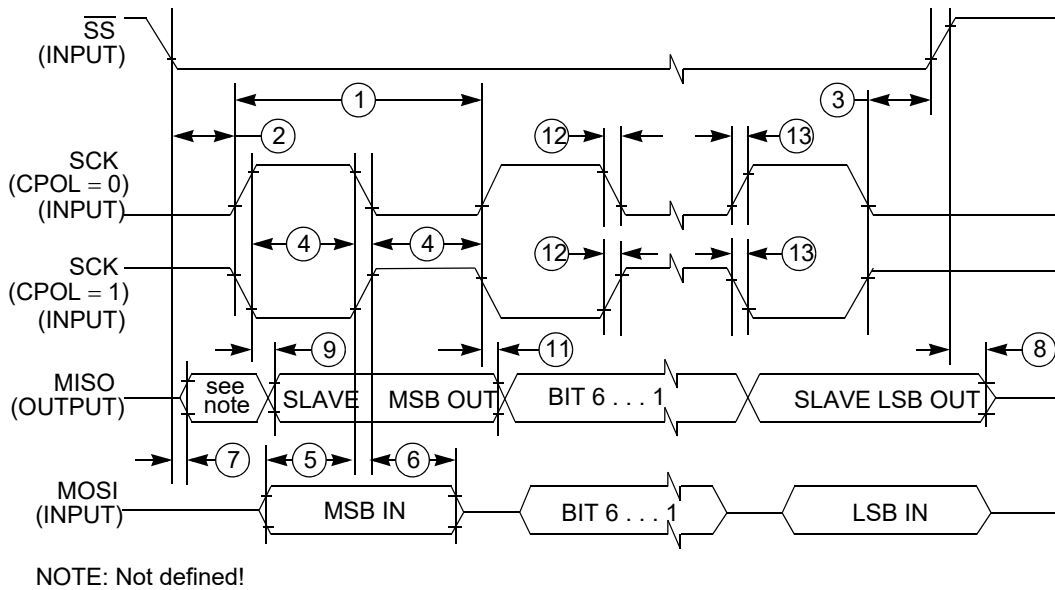 SS
(INPUT)
1
3
2
12
13
SCK
(CPOL = 0)
(INPUT)
4
4
SCK
(CPOL = 1)
(INPUT)
12
13
9
11
8
MISO
(OUTPUT)
see
note
SLAVE
MSB OUT
BIT 6 . . . 1
SLAVE LSB OUT
7
5
6
MOSI
(INPUT)
MSB IN
BIT 6 . . . 1
LSB IN
NOTE: Not defined!